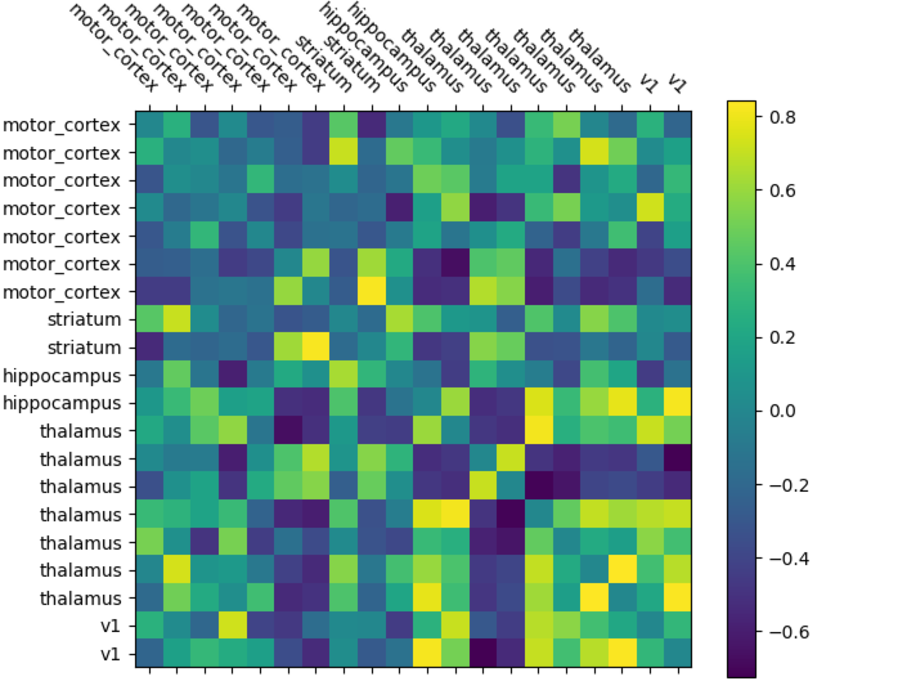 motor_cortex
motor_cortex
motor_cortex
motor_cortex
motor_cortex
motor_cortex
motor_cortex
striatum
striatum
hippocampus
hippocampus
thalamus
thalamus
thalamus
thalamus
thalamus
thalamus
thalamus
v1
v1
motor_cortex
motor_cortex
motor_cortex
motor_cortex
motor_cortex
motor_cortex
motor_cortex
striatum
striatum
hippocampus
hippocampus
thalamus
thalamus
thalamus
thalamus
thalamus
thalamus
thalamus
v1
v1
0.8
0.6
0.4
0.2
0.0
−0.2
−0.4
−0.6